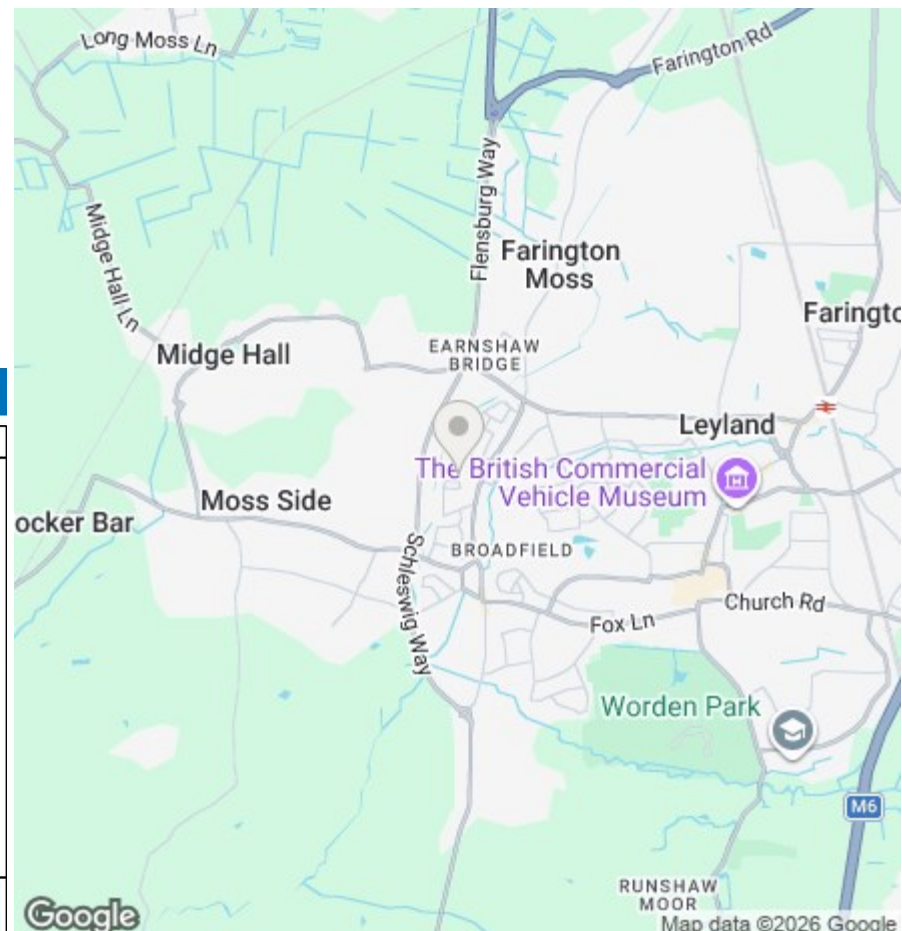 Long Moss Ln
Farington Rd
Flensburg Way
Midge Hall Ln
Farington
Moss
Faringto
Midge Hall
EARNSHAW
BRIDGE
Leyland
The British Commercial
Vehicle Museum
Moss Side
ocker Bar
BROADFIELD
Schleswig Way
Church Rd
Fox Ln
Worden Park
M6
RUNSHAW
MOOR
Google
Map data ©2026 Google